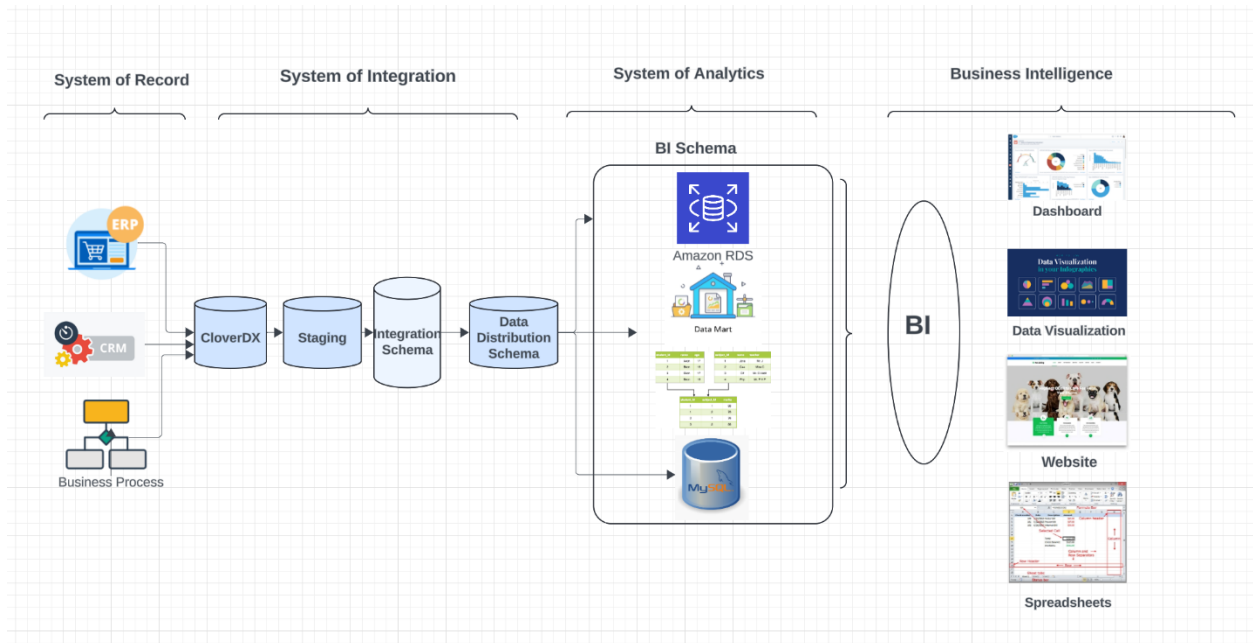 System of Record
System of Integration
System of Analytics
Business Intelligence
BI Schema
ERP
CRM
Business Process
CloverDX
Staging
Integration
Schema
Data
Distribution
Schema
Amazon RDS
Data Mart
MySQL
BI
Dashboard
Data Visualization
in your Infographics
Data Visualization
Website
Spreadsheets